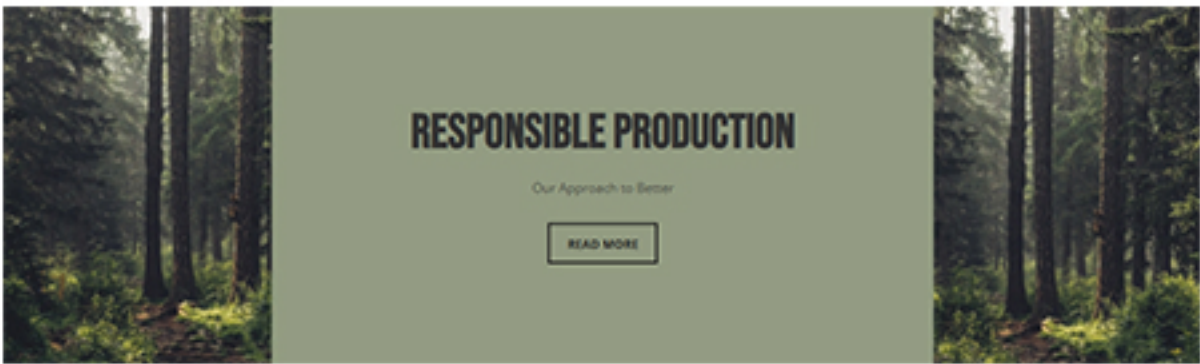 RESPONSIBLE PRODUCTION
Our Approach to Better
READ MORE